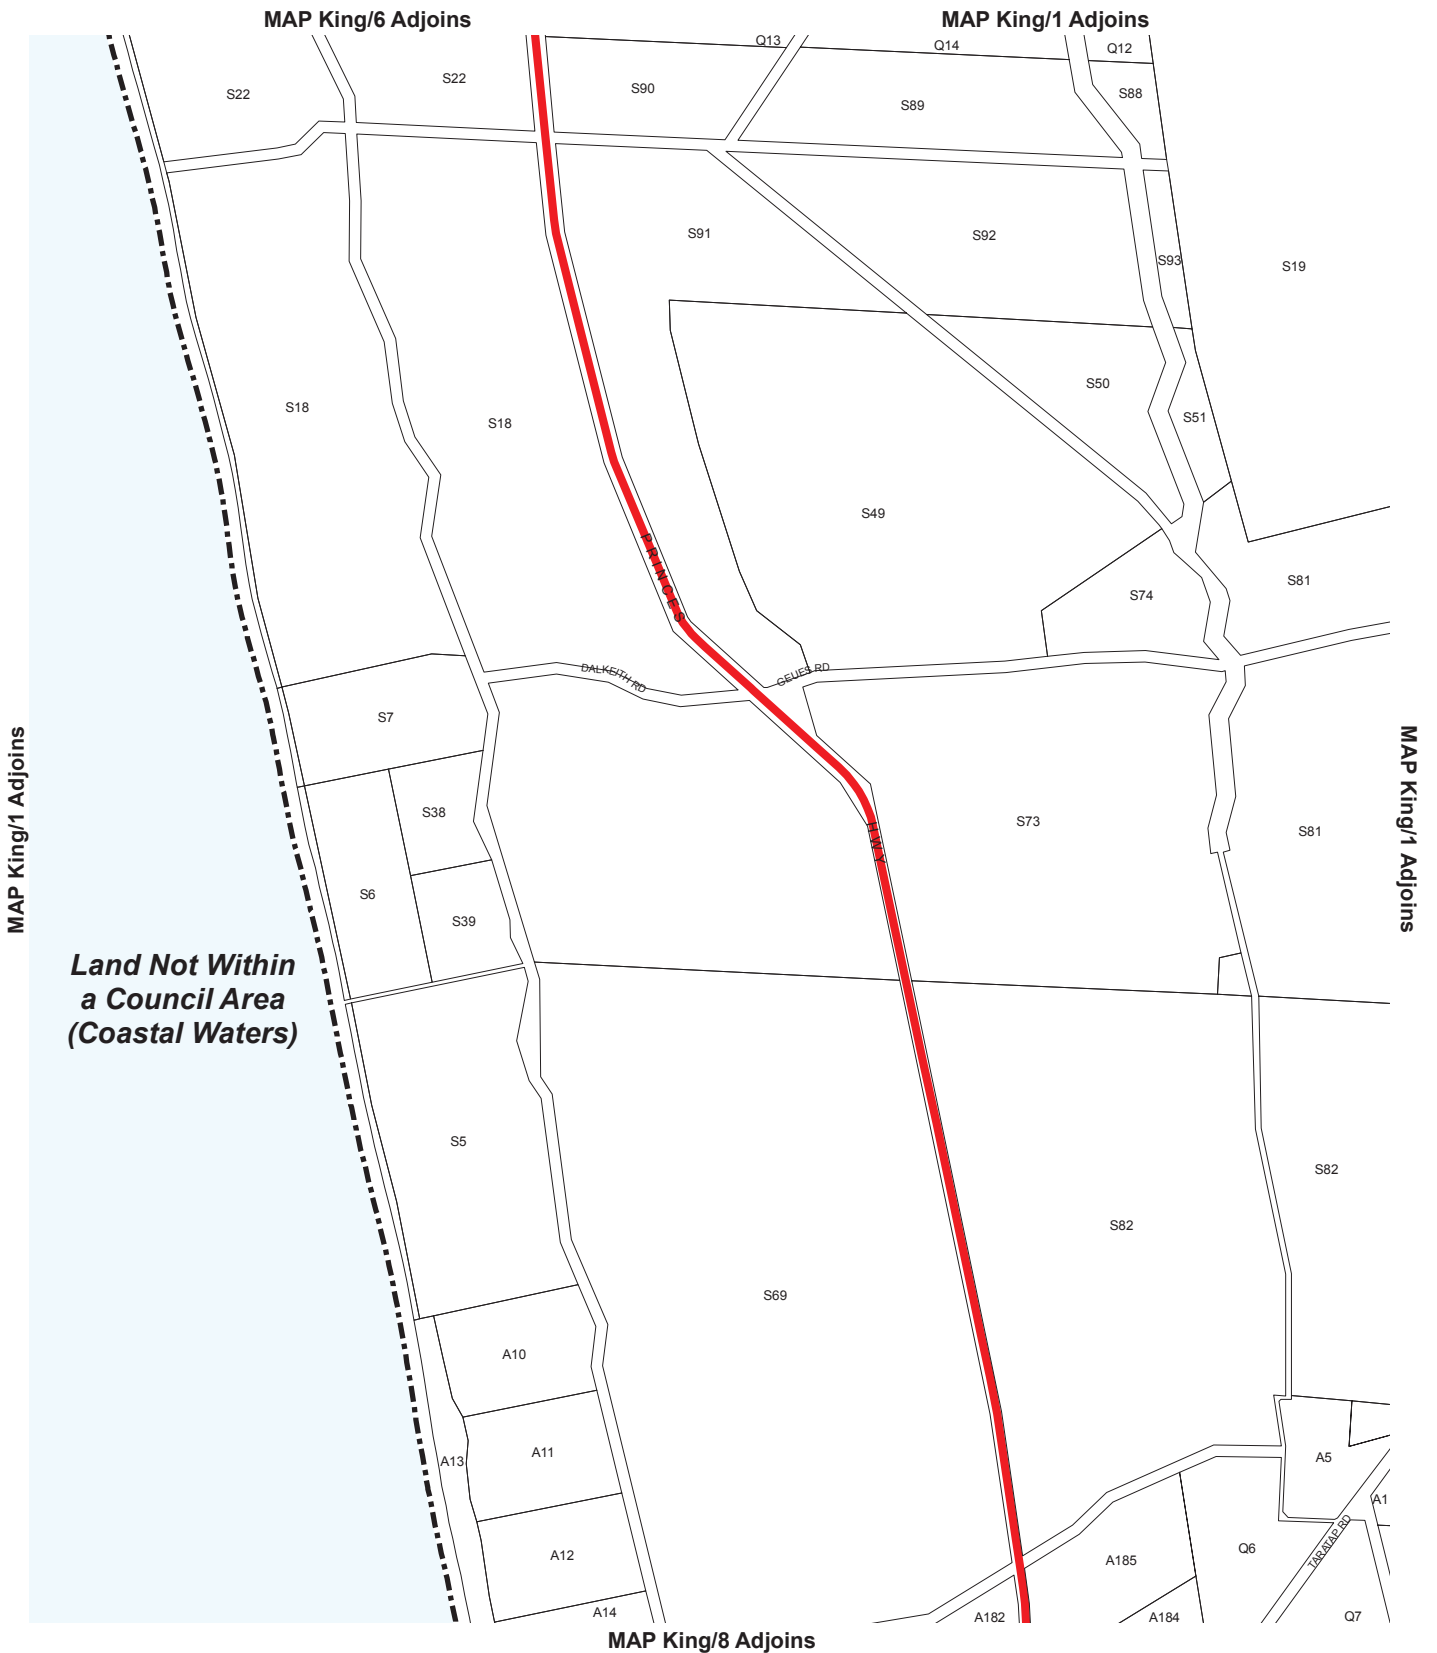 MAP King/6 Adjoins
MAP King/1 Adjoins
Q13
Q14
Q12
S22
S22
S90
S89
S88
S91
S92
S93
S19
S18
S18
S50
S51
S49
S74
S81
PRINCES
DALKEITH RD
GEUES RD
S7
MAP King/1 Adjoins
MAP King/1 Adjoins
S38
S73
S81
HWY
S6
S39
Land Not Within
a Council Area
(Coastal Waters)
S5
S82
S82
S69
A10
A11
A13
A5
A1
TARATAP RD
A12
A185
Q6
A14
A182
A184
Q7
MAP King/8 Adjoins